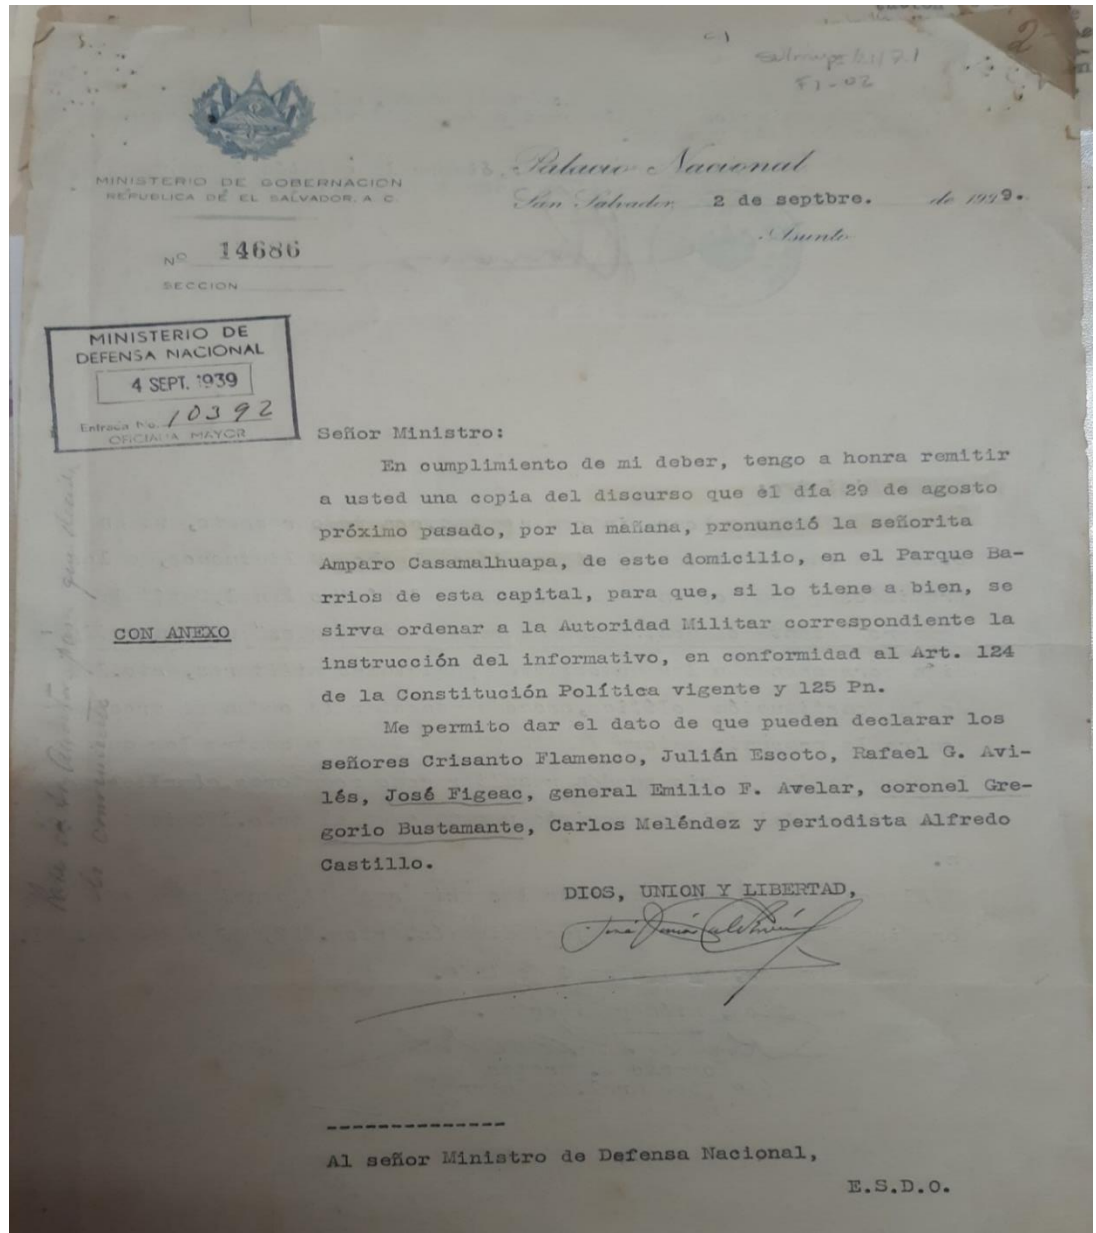 2-
F1-02
Palacio Nacional
San Salvador, 2 de septbre. de 1929.
Asunto
MINISTERIO DE GOBERNACION
REPUBLICA DE EL SALVADOR, A. C.
Nº 14686
SECCION
MINISTERIO DE
DEFENSA NACIONAL
4 SEPT. 1939
Entrada No. 10392
OFICIALIA MAYOR
Señor Ministro:
En cumplimiento de mi deber, tengo a honra remitir
a usted una copia del discurso que el día 29 de agosto
próximo pasado, por la mañana, pronunció la señorita
Amparo Casamalhuapa, de este domicilio, en el Parque Ba-
rrios de esta capital, para que, si lo tiene a bien, se
sirva ordenar a la Autoridad Militar correspondiente la
instrucción del informativo, en conformidad al Art. 124
de la Constitución Política vigente y 125 Pn.
CON ANEXO
Me permito dar el dato de que pueden declarar los
señores Crisanto Flamenco, Julián Escoto, Rafael G. Avi-
lés, José Figeac, general Emilio F. Avelar, coronel Gre-
gorio Bustamante, Carlos Meléndez y periodista Alfredo
Castillo.
DIOS, UNION Y LIBERTAD,
--------------
Al señor Ministro de Defensa Nacional,
E.S.D.O.